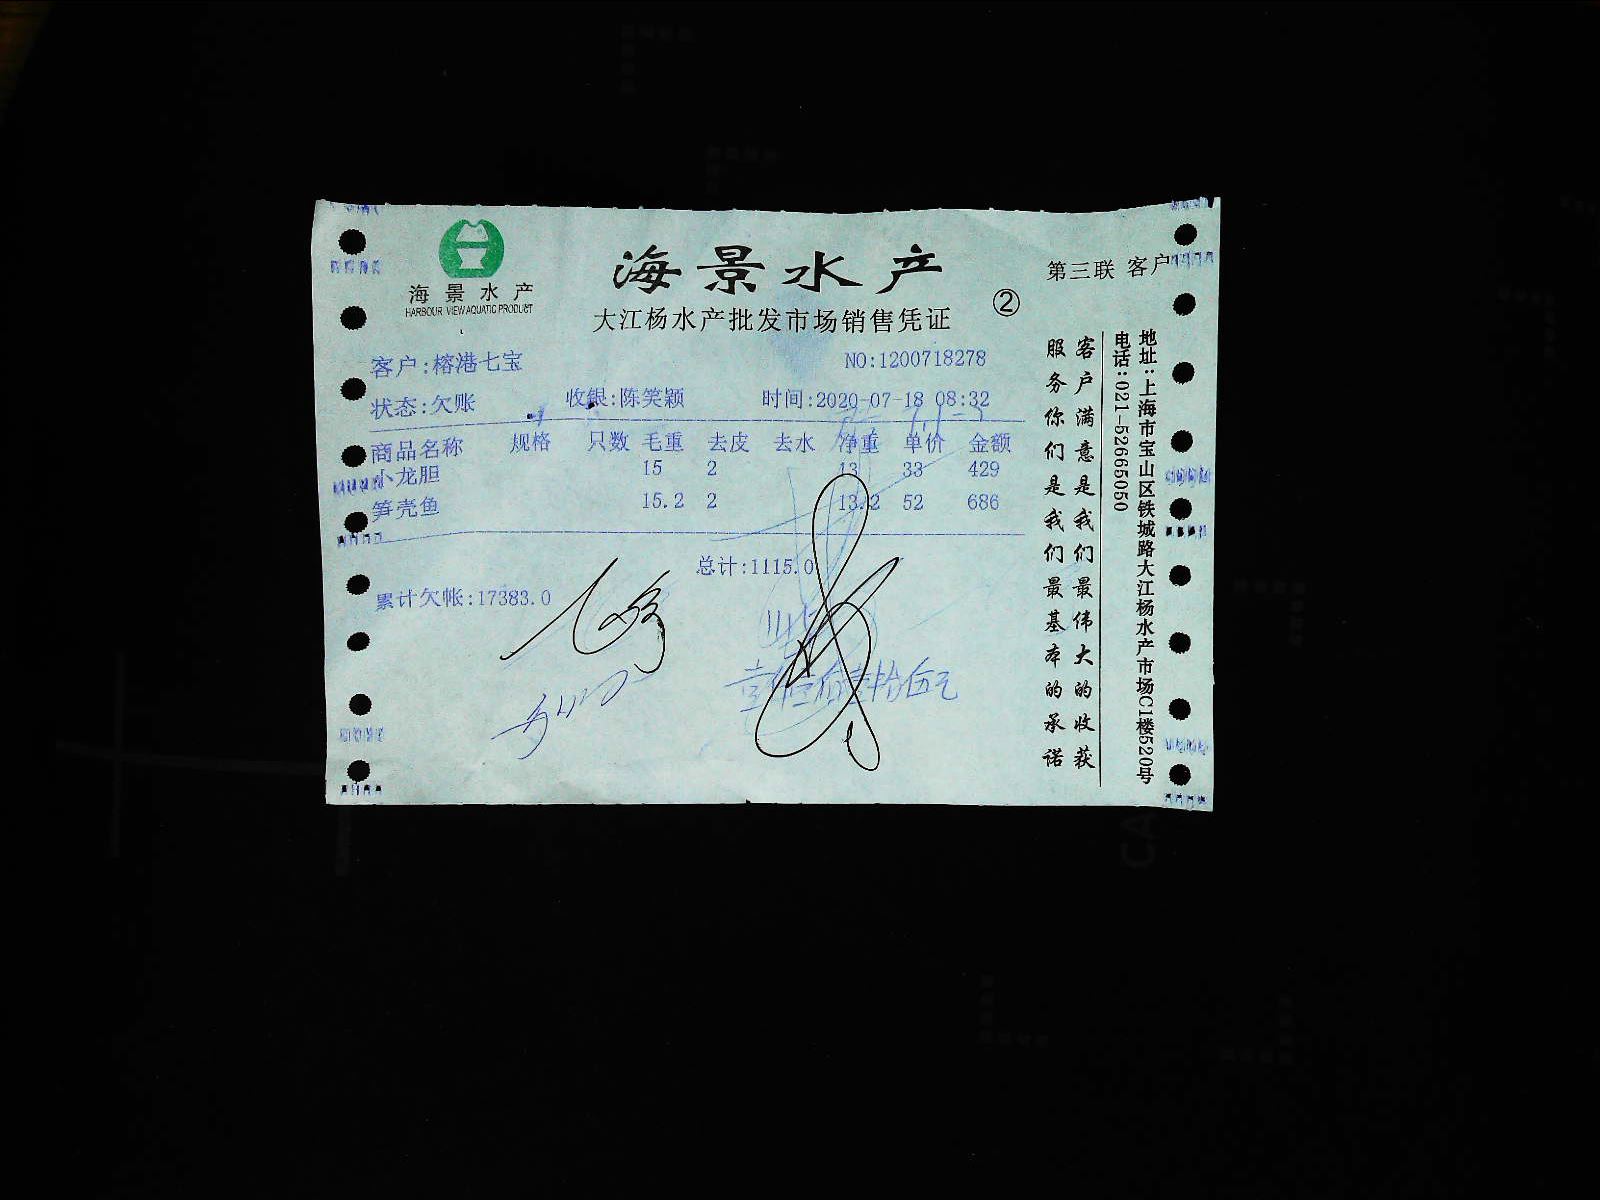 海景水产
HARBOUR VIEW AQUATIC PRODUCT
海景水产
大江杨水产批发市场销售凭证
②
第三联 客户
客户:榕港七宝
NO:1200718278
状态:欠账 收银:陈笑颖 时间:2020-07-18 08:32
商品名称 规格 只数 毛重 去皮 去水 净重 单价 金额
小龙胆 15 2 13 33 429
笋壳鱼 15.2 2 13.2 52 686
总计:1115.0
累计欠帐:17383.0
客户满意是我们最伟大的收获
服务你们是我们最基本的承诺
地址:上海市宝山区铁城路大江杨水产市场C1楼520号
电话:021-52665050